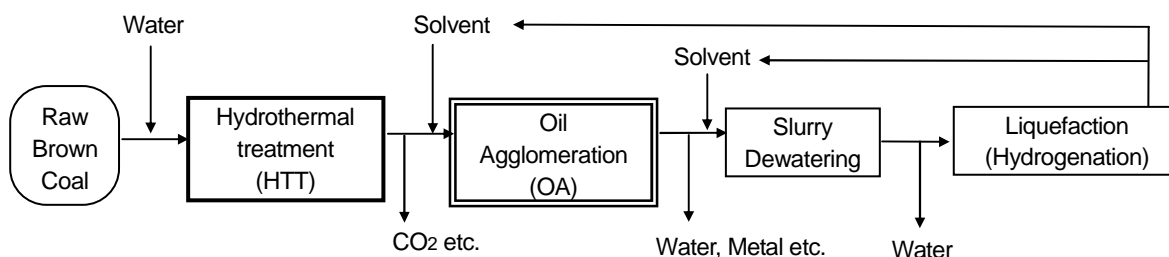 Water
Solvent
Solvent
Raw
Brown
Coal
Hydrothermal
treatment
(HTT)
Oil
Agglomeration
(OA)
Slurry
Dewatering
Liquefaction
(Hydrogenation)
CO2 etc.
Water, Metal etc.
Water